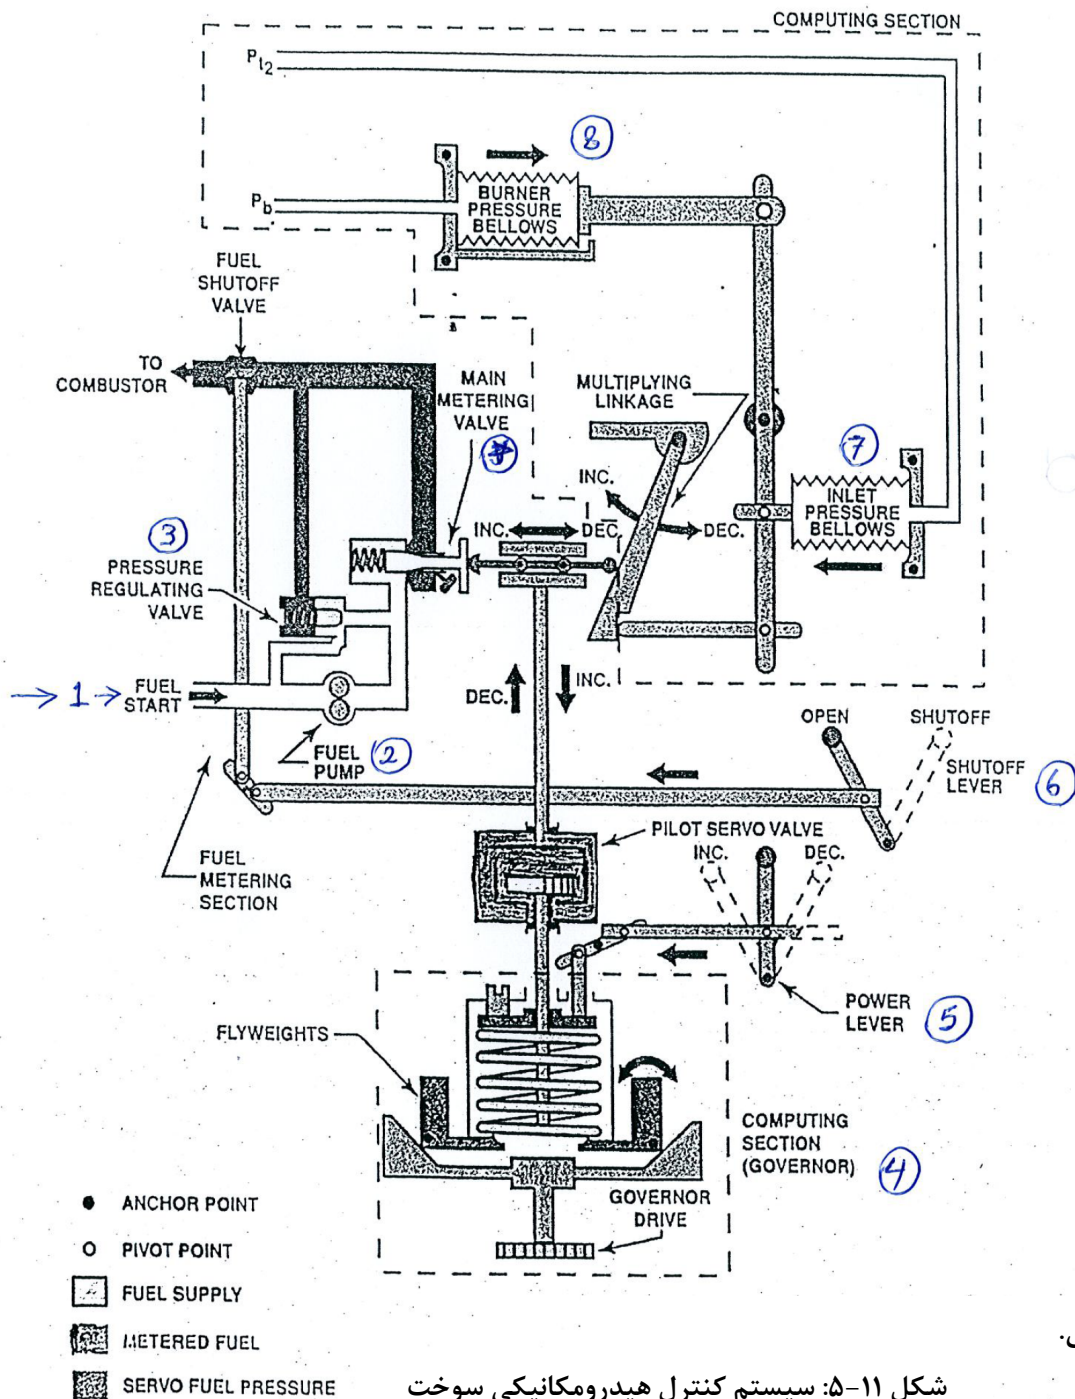 COMPUTING SECTION
Pt2
8
BURNER
PRESSURE
BELLOWS
Pb
FUEL
SHUTOFF
VALVE
TO
COMBUSTOR
MAIN
METERING
VALVE
MULTIPLYING
LINKAGE
7
INLET
PRESSURE
BELLOWS
INC.
DEC.
INC.
DEC.
3
PRESSURE
REGULATING
VALVE
DEC.
INC.
→ 1 →
FUEL
START
FUEL
PUMP
2
OPEN
SHUTOFF
SHUTOFF
LEVER
6
FUEL
METERING
SECTION
PILOT SERVO VALVE
INC.
DEC.
POWER
LEVER
5
FLYWEIGHTS
COMPUTING
SECTION
(GOVERNOR)
4
GOVERNOR
DRIVE
ANCHOR POINT
PIVOT POINT
FUEL SUPPLY
METERED FUEL
SERVO FUEL PRESSURE
شکل ۱۱-۵: سیستم کنترل هیدرومکانیکی سوخت